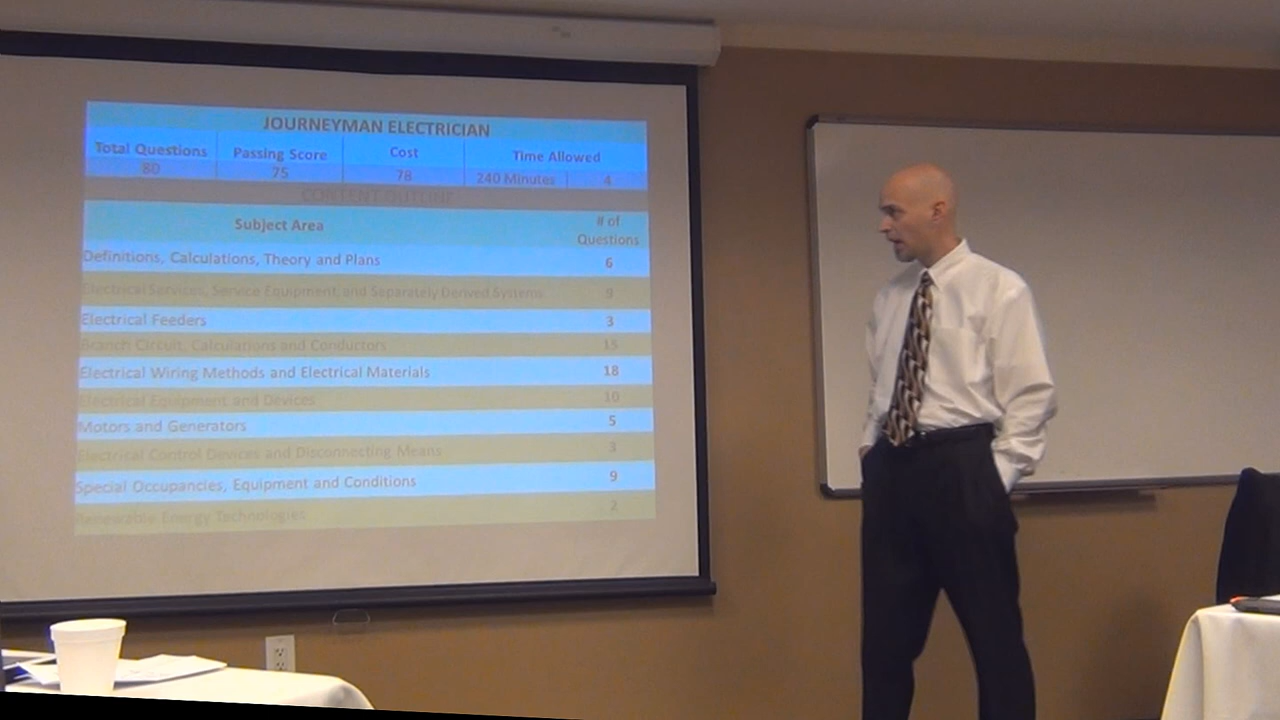 JOURNEYMAN ELECTRICIAN
Total Questions Passing Score Cost Time Allowed
80 75 78 240 Minutes 4
CONTENT OUTLINE
Subject Area # of Questions
Definitions, Calculations, Theory and Plans 6
Electrical Services, Service Equipment, and Separately Derived Systems 9
Electrical Feeders 3
Branch Circuit, Calculations and Conductors 15
Electrical Wiring Methods and Electrical Materials 18
Electrical Equipment and Devices 10
Motors and Generators 5
Electrical Control Devices and Disconnecting Means 3
Special Occupancies, Equipment and Conditions 9
Renewable Energy Technologies 2